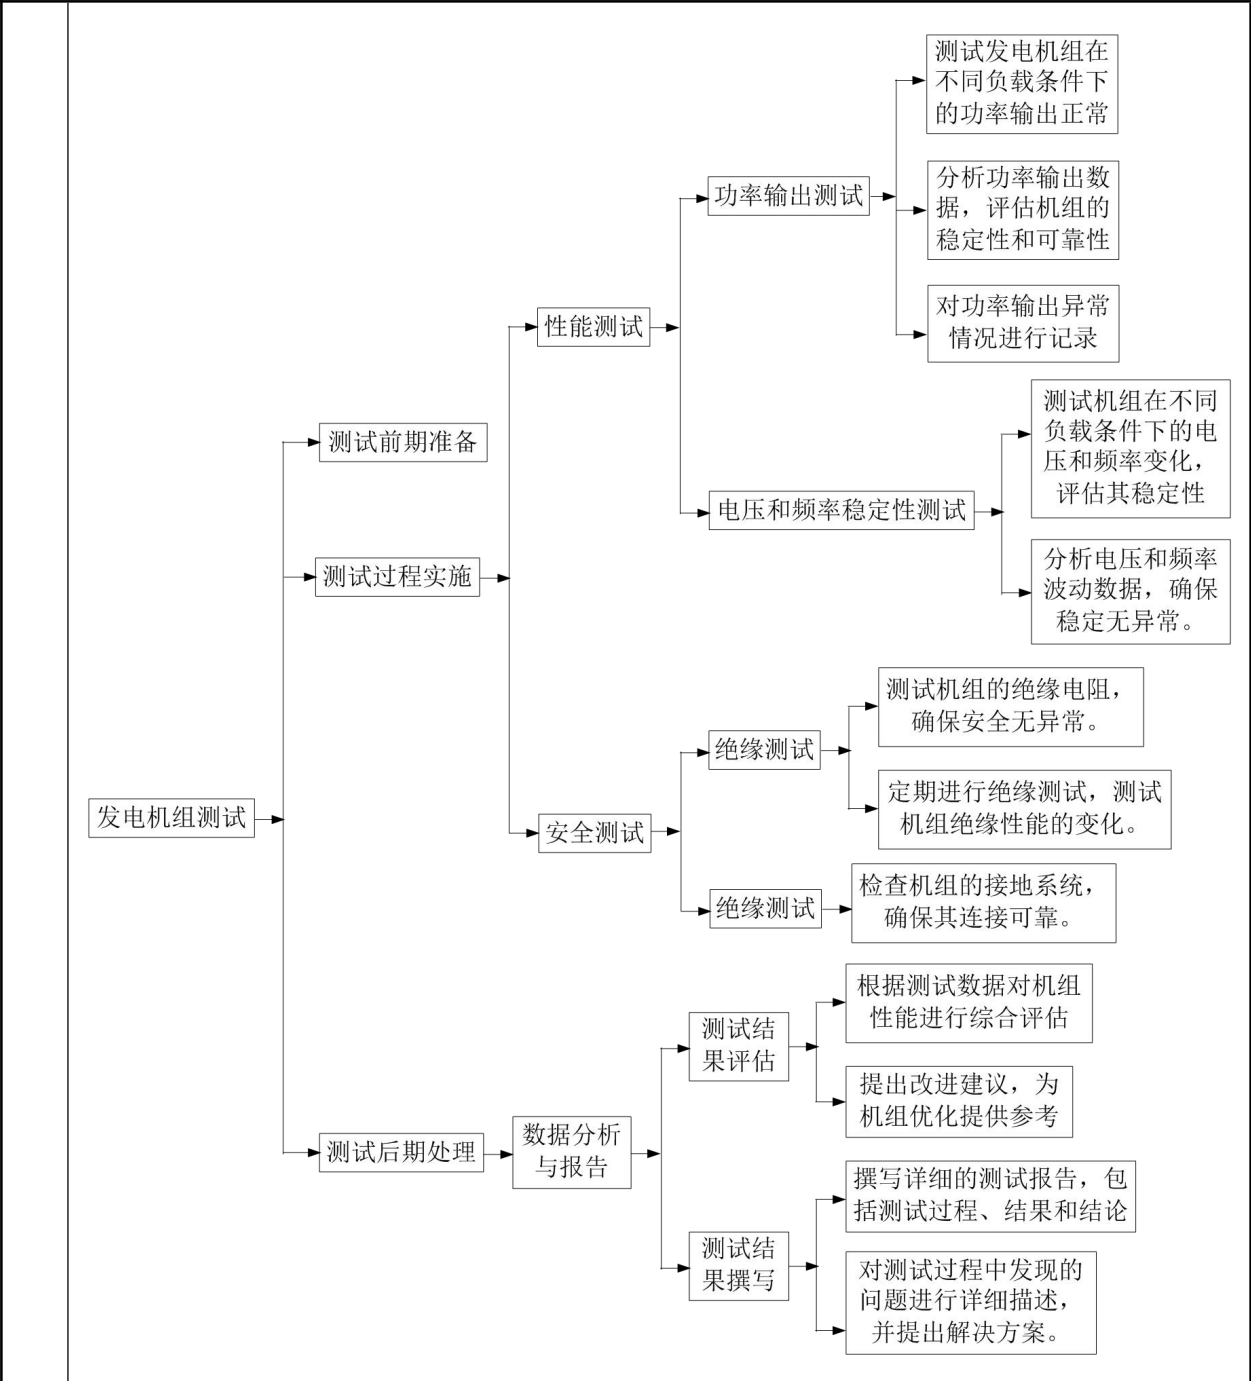 测试发电机组在
不同负载条件下
的功率输出正常
功率输出测试
分析功率输出数
据，评估机组的
稳定性和可靠性
对功率输出异常
情况进行记录
性能测试
测试机组在不同
负载条件下的电
压和频率变化，
评估其稳定性
测试前期准备
电压和频率稳定性测试
分析电压和频率
波动数据，确保
稳定无异常。
测试过程实施
测试机组的绝缘电阻，
确保安全无异常。
绝缘测试
定期进行绝缘测试，测试
机组绝缘性能的变化。
发电机组测试
安全测试
绝缘测试
检查机组的接地系统，
确保其连接可靠。
根据测试数据对机组
性能进行综合评估
测试结
果评估
提出改进建议，为
机组优化提供参考
测试后期处理
数据分析
与报告
撰写详细的测试报告，包
括测试过程、结果和结论
测试结
果撰写
对测试过程中发现的
问题进行详细描述，
并提出解决方案。